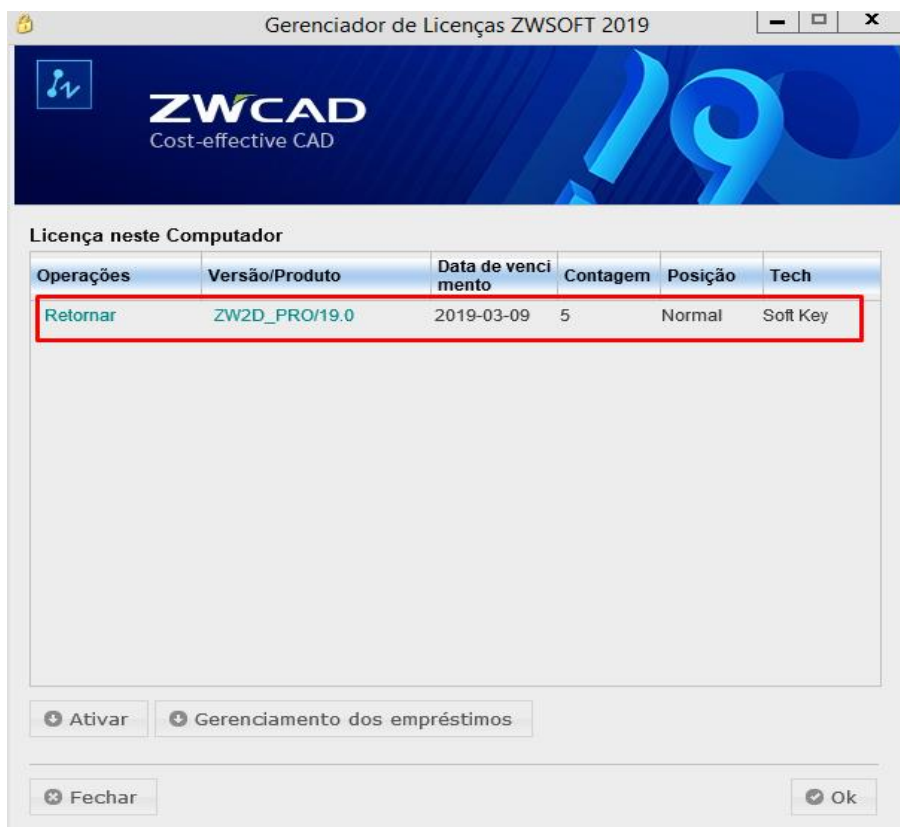 Gerenciador de Licenças ZWSOFT 2019
ZWCAD
Cost-effective CAD
Licença neste Computador
Operações Versão/Produto Data de venci
mento Contagem Posição Tech
Retornar ZW2D_PRO/19.0 2019-03-09 5 Normal Soft Key
Ativar Gerenciamento dos empréstimos
Fechar Ok